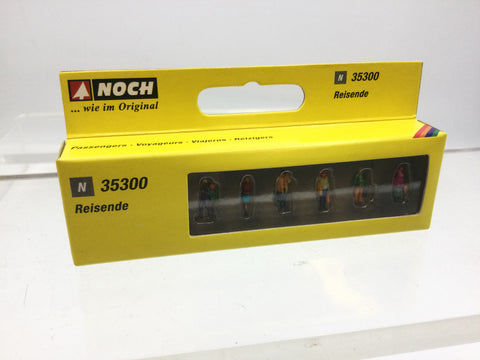 NOCH
... wie im Original
N 35300
Reisende
Passengers - Voyageurs - Viajeros - Reizigers
N 35300
Reisende